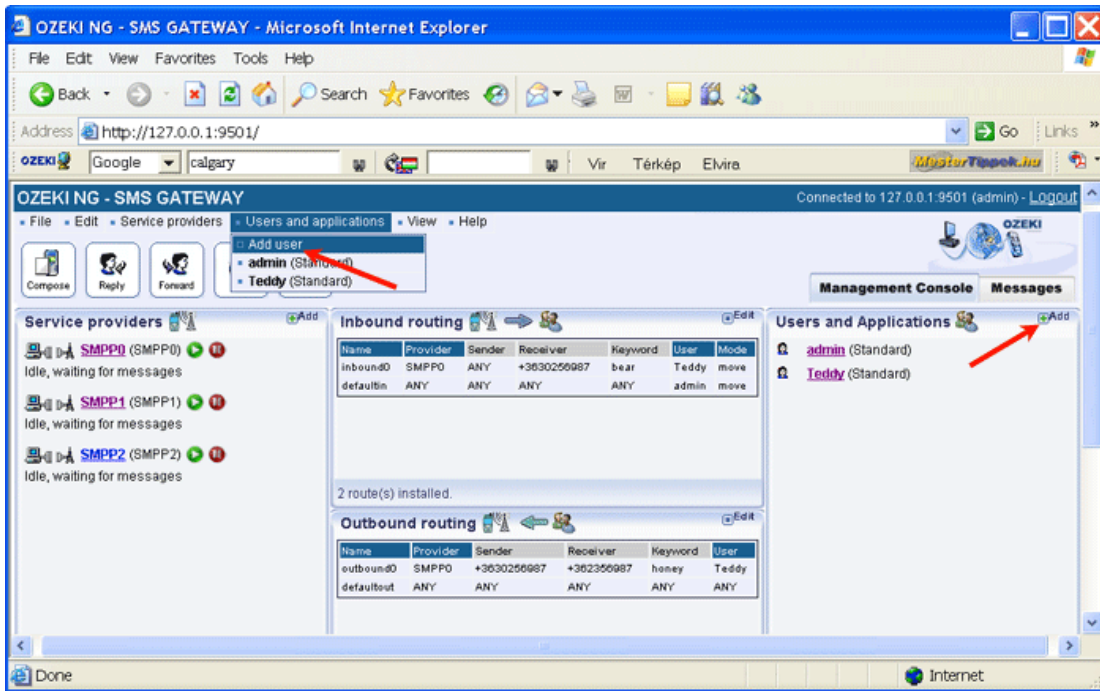 OZEKI NG - SMS GATEWAY - Microsoft Internet Explorer
File Edit View Favorites Tools Help
Back Search Favorites
Address http://127.0.0.1:9501/ Go Links »
OZEKI Google calgary Vir Térkép Elvira MesterTippek.hu
OZEKI NG - SMS GATEWAY Connected to 127.0.0.1:9501 (admin) - Logout
File Edit Service providers Users and applications View Help
Add user
admin (Standard)
Teddy (Standard)
OZEKI
Compose Reply Forward
Management Console Messages
Service providers Add
SMPP0 (SMPP0)
Idle, waiting for messages
SMPP1 (SMPP1)
Idle, waiting for messages
SMPP2 (SMPP2)
Idle, waiting for messages
Inbound routing Edit
Name Provider Sender Receiver Keyword User Mode
inbound0 SMPP0 ANY +3630256987 bear Teddy move
defaultin ANY ANY ANY ANY admin move
2 route(s) installed.
Outbound routing Edit
Name Provider Sender Receiver Keyword User
outbound0 SMPP0 +3630256987 +362356987 honey Teddy
defaultout ANY ANY ANY ANY ANY
Users and Applications Add
admin (Standard)
Teddy (Standard)
Done Internet